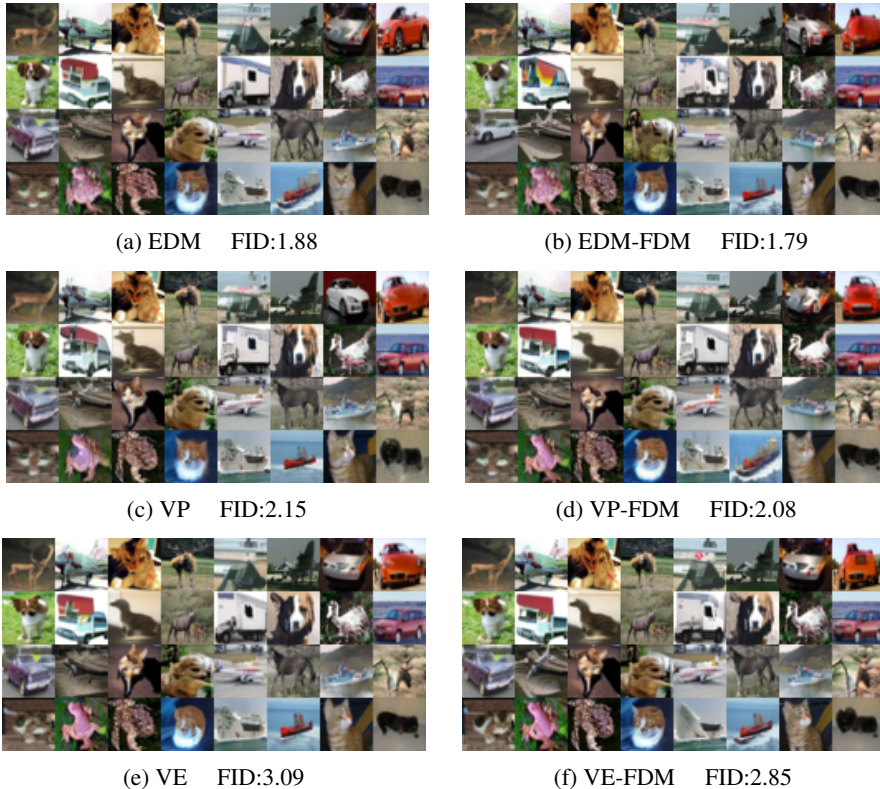 (a) EDM FID:1.88
(b) EDM-FDM FID:1.79
(c) VP FID:2.15
(d) VP-FDM FID:2.08
(e) VE FID:3.09
(f) VE-FDM FID:2.85